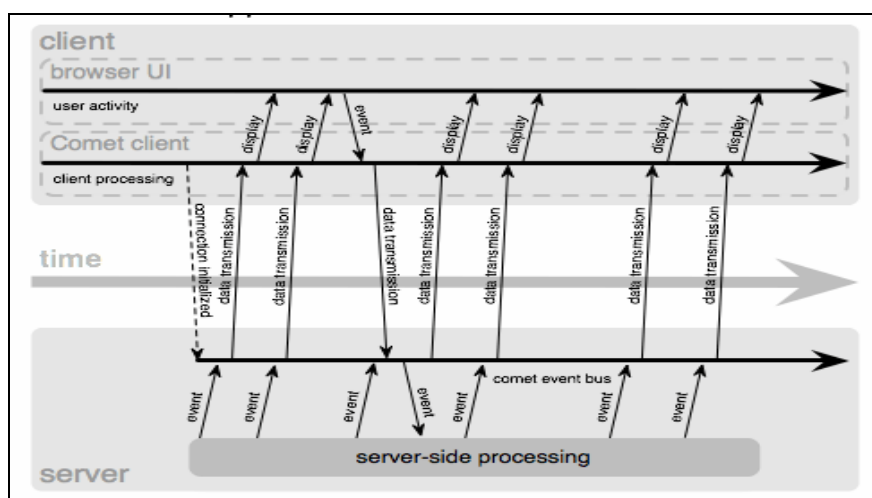 client
browser UI
user activity
display
display
event
display
display
display
display
Comet client
client processing
connection initialized
data transmission
data transmission
data transmission
data transmission
data transmission
data transmission
data transmission
time
comet event bus
event
event
event
event
event
event
event
server-side processing
server